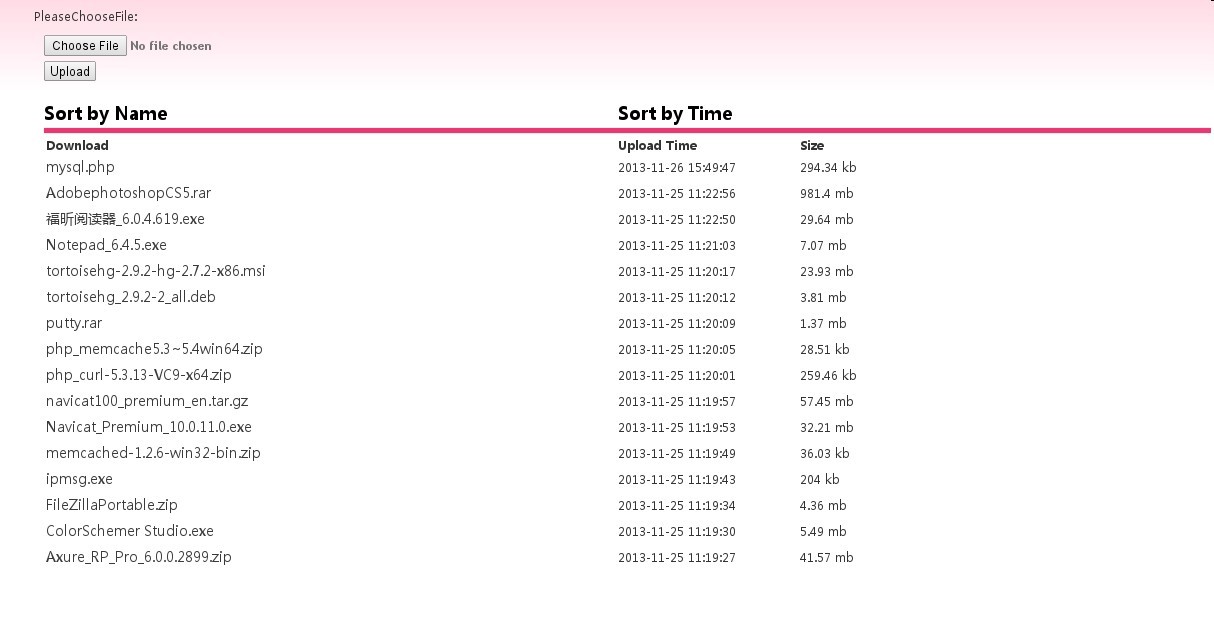 PleaseChooseFile:
Choose File No file chosen
Upload
Sort by Name Sort by Time
Download Upload Time Size
mysql.php 2013-11-26 15:49:47 294.34 kb
AdobephotoshopCS5.rar 2013-11-25 11:22:56 981.4 mb
福昕阅读器_6.0.4.619.exe 2013-11-25 11:22:50 29.64 mb
Notepad_6.4.5.exe 2013-11-25 11:21:03 7.07 mb
tortoisehg-2.9.2-hg-2.7.2-x86.msi 2013-11-25 11:20:17 23.93 mb
tortoisehg_2.9.2-2_all.deb 2013-11-25 11:20:12 3.81 mb
putty.rar 2013-11-25 11:20:09 1.37 mb
php_memcache5.3~5.4win64.zip 2013-11-25 11:20:05 28.51 kb
php_curl-5.3.13-VC9-x64.zip 2013-11-25 11:20:01 259.46 kb
navicat100_premium_en.tar.gz 2013-11-25 11:19:57 57.45 mb
Navicat_Premium_10.0.11.0.exe 2013-11-25 11:19:53 32.21 mb
memcached-1.2.6-win32-bin.zip 2013-11-25 11:19:49 36.03 kb
ipmsg.exe 2013-11-25 11:19:43 204 kb
FileZillaPortable.zip 2013-11-25 11:19:34 4.36 mb
ColorSchemer Studio.exe 2013-11-25 11:19:30 5.49 mb
Axure_RP_Pro_6.0.0.2899.zip 2013-11-25 11:19:27 41.57 mb